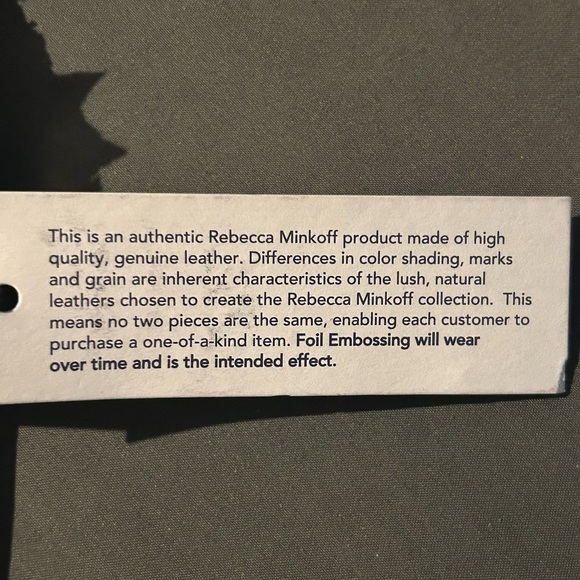 This is an authentic Rebecca Minkoff product made of high
quality, genuine leather. Differences in color shading, marks
and grain are inherent characteristics of the lush, natural
leathers chosen to create the Rebecca Minkoff collection.  This
means no two pieces are the same, enabling each customer to
purchase a one-of-a-kind item. Foil Embossing will wear
over time and is the intended effect.